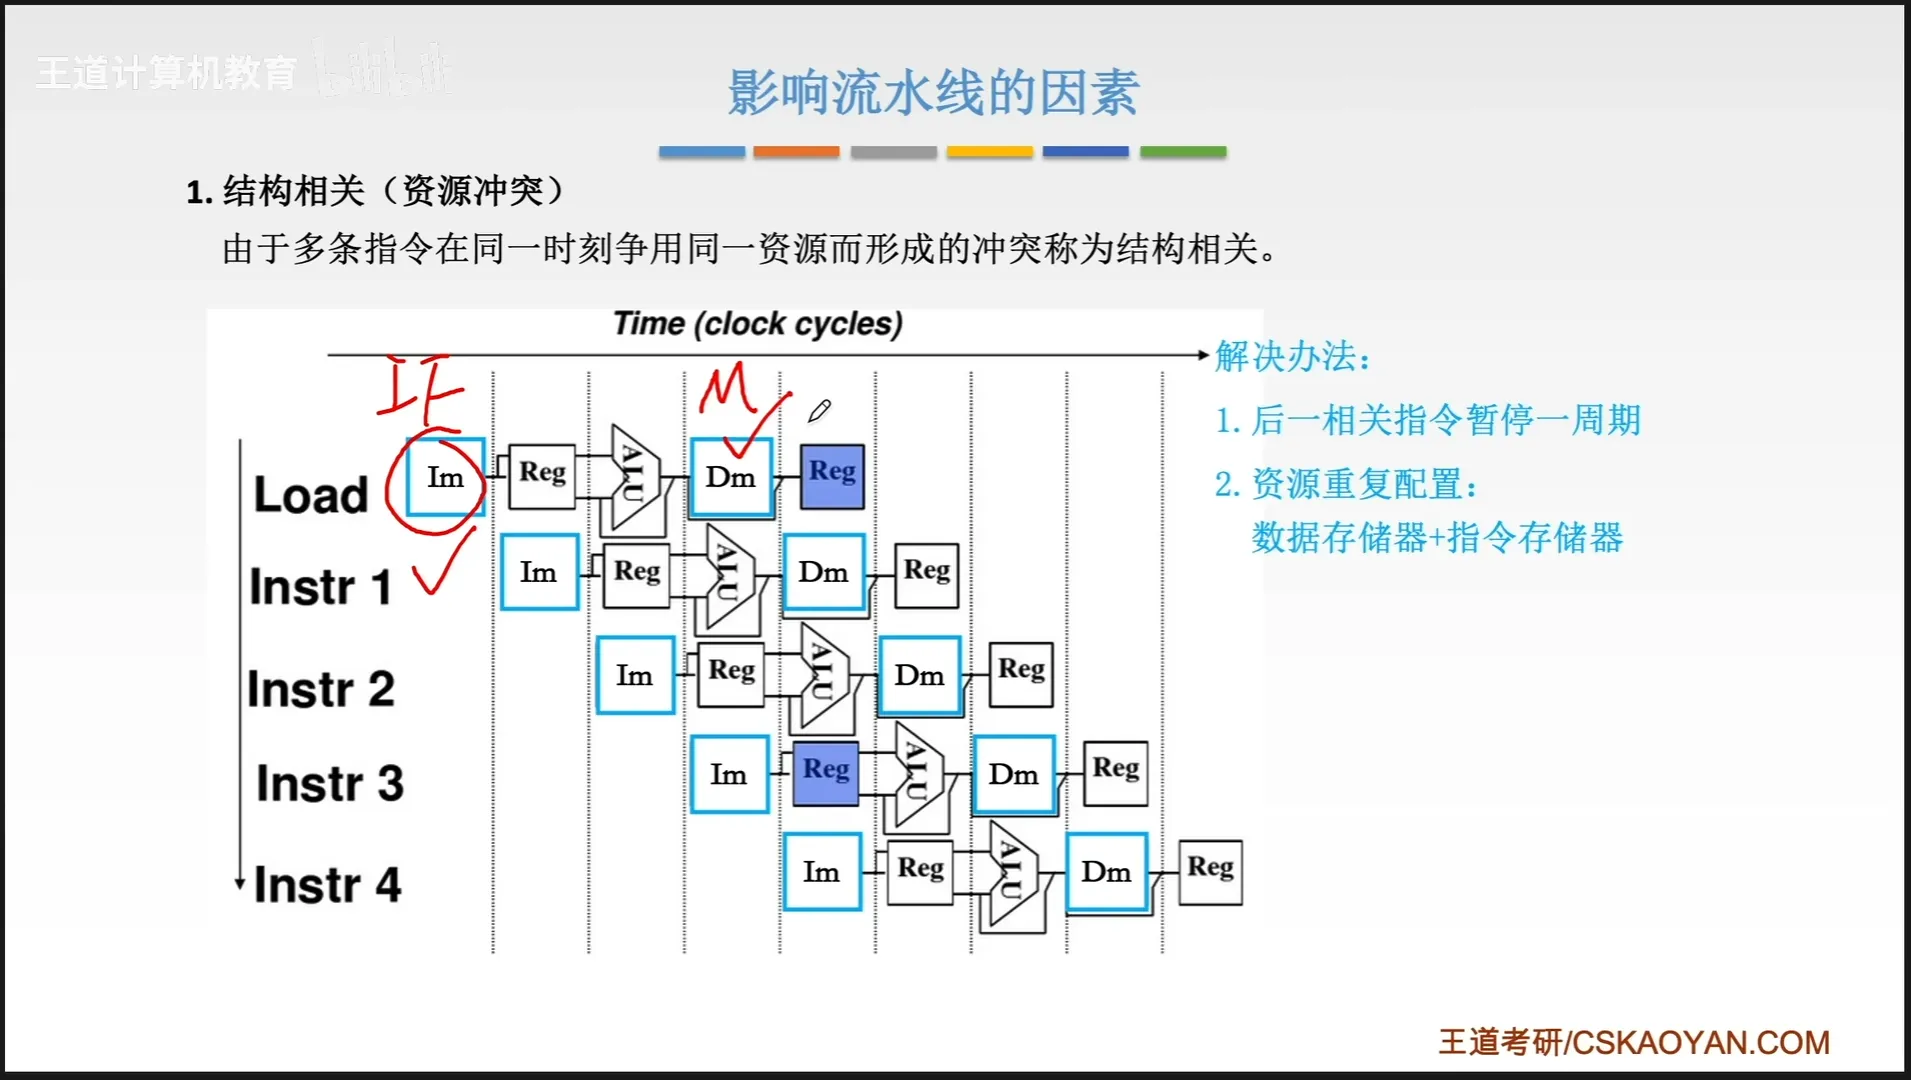 王道计算机教育 bilibili
影响流水线的因素
1. 结构相关（资源冲突）
由于多条指令在同一时刻争用同一资源而形成的冲突称为结构相关。
Time (clock cycles)
解决办法：
1. 后一相关指令暂停一周期
2. 资源重复配置：
数据存储器+指令存储器
IF M
Load Im Reg ALU Dm Reg
Instr 1 Im Reg ALU Dm Reg
Instr 2 Im Reg ALU Dm Reg
Instr 3 Im Reg ALU Dm Reg
Instr 4 Im Reg ALU Dm Reg
王道考研/CSKAOYAN.COM